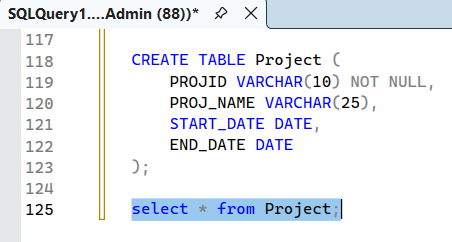 SQLQuery1....Admin (88))*
117
118 CREATE TABLE Project (
119 PROJID VARCHAR(10) NOT NULL,
120 PROJ_NAME VARCHAR(25),
121 START_DATE DATE,
122 END_DATE DATE
123 );
124
125 select * from Project;